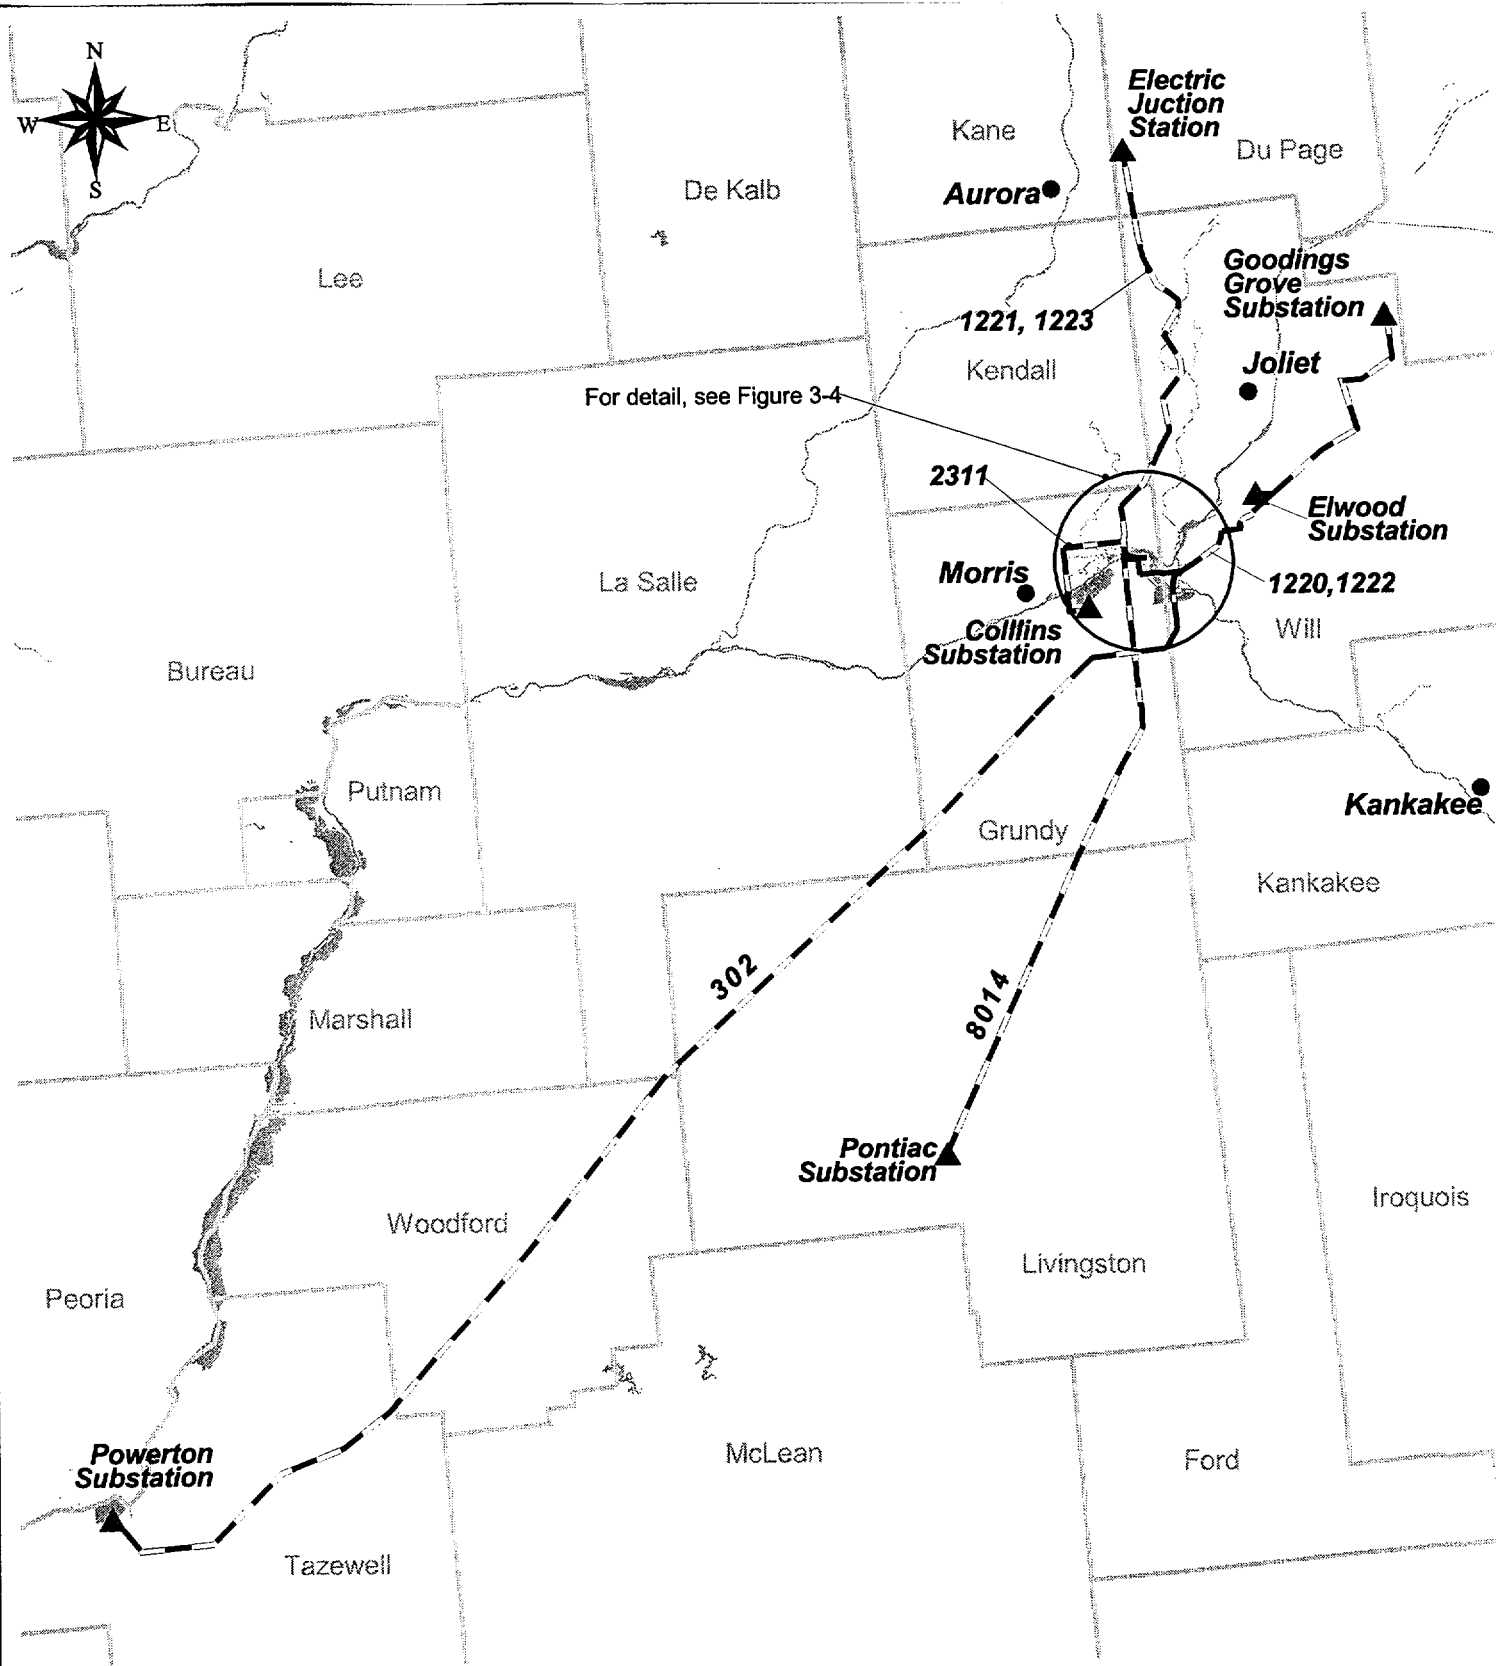 N
W
E
S
Electric
Juction
Station
Kane
Du Page
De Kalb
Aurora
Lee
Goodings
Grove
Substation
1221, 1223
Kendall
Joliet
For detail, see Figure 3-4
2311
Elwood
Substation
Morris
La Salle
1220,1222
Colllins
Substation
Will
Bureau
Putnam
Kankakee
Grundy
Kankakee
302
8014
Marshall
Pontiac
Substation
Woodford
Iroquois
Livingston
Peoria
Powerton
Substation
McLean
Ford
Tazewell